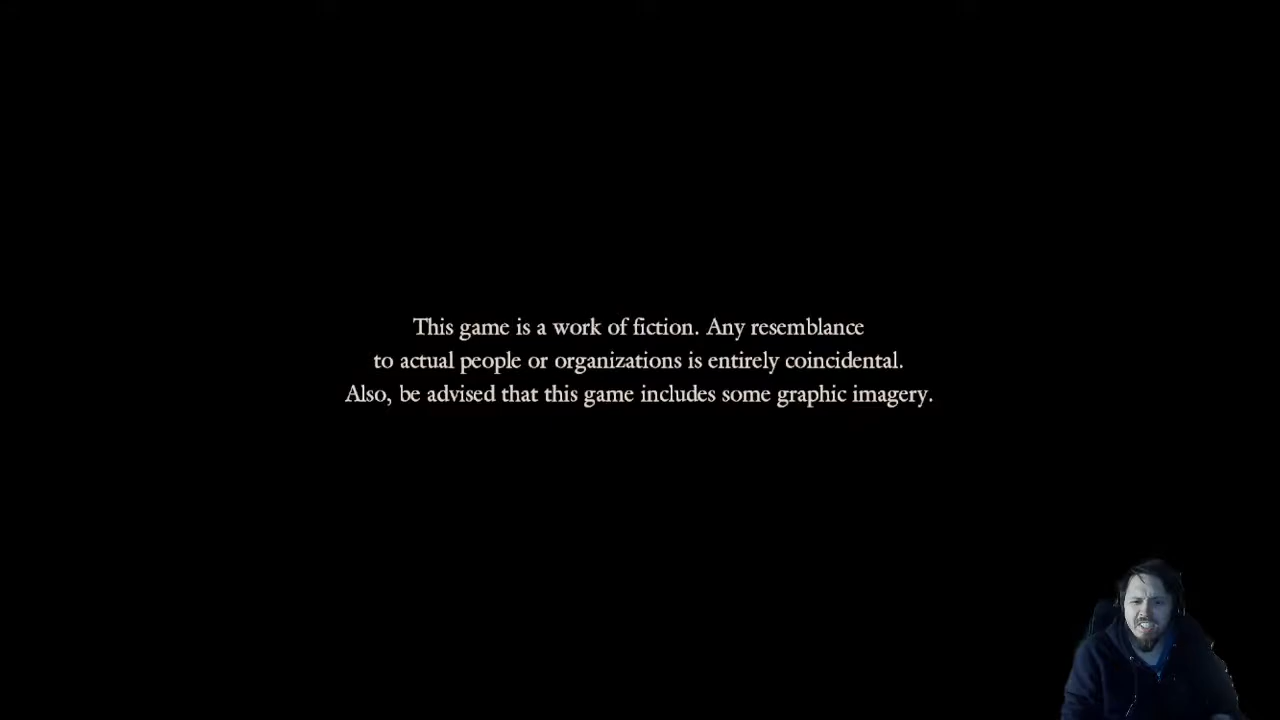 This game is a work of fiction. Any resemblance
to actual people or organizations is entirely coincidental.
Also, be advised that this game includes some graphic imagery.